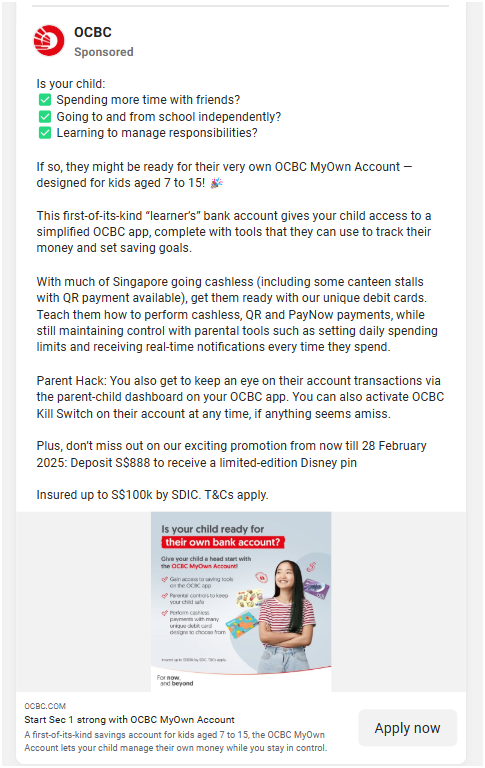 OCBC
Sponsored
Is your child:
✅ Spending more time with friends?
✅ Going to and from school independently?
✅ Learning to manage responsibilities?
If so, they might be ready for their very own OCBC MyOwn Account —
designed for kids aged 7 to 15! 🎉
This first-of-its-kind “learner’s” bank account gives your child access to a
simplified OCBC app, complete with tools that they can use to track their
money and set saving goals.
With much of Singapore going cashless (including some canteen stalls
with QR payment available), get them ready with our unique debit cards.
Teach them how to perform cashless, QR and PayNow payments, while
still maintaining control with parental tools such as setting daily spending
limits and receiving real-time notifications every time they spend.
Parent Hack: You also get to keep an eye on their account transactions via
the parent-child dashboard on your OCBC app. You can also activate OCBC
Kill Switch on their account at any time, if anything seems amiss.
Plus, don’t miss out on our exciting promotion from now till 28 February
2025: Deposit S$888 to receive a limited-edition Disney pin
Insured up to S$100k by SDIC. T&Cs apply.
Is your child ready for
their own bank account?
Give your child a head start with
the OCBC MyOwn Account!
Gain access to saving tools
on the OCBC app
Parental controls to keep
your child safe
Perform cashless
payments with many
unique debit card
designs to choose from
Insured up to S$100k by SDIC. T&Cs apply.
For now,
and beyond
OCBC.COM
Start Sec 1 strong with OCBC MyOwn Account
A first-of-its-kind savings account for kids aged 7 to 15, the OCBC MyOwn
Account lets your child manage their own money while you stay in control.
Apply now